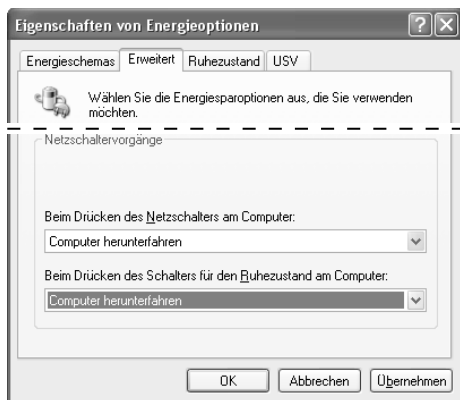 Eigenschaften von Energieoptionen
Energieschemas Erweitert Ruhezustand USV
Wählen Sie die Energiesparoptionen aus, die Sie verwenden
möchten.
Netzschaltervorgänge
Beim Drücken des Netzschalters am Computer:
Computer herunterfahren
Beim Drücken des Schalters für den Ruhezustand am Computer:
Computer herunterfahren
OK Abbrechen Übernehmen